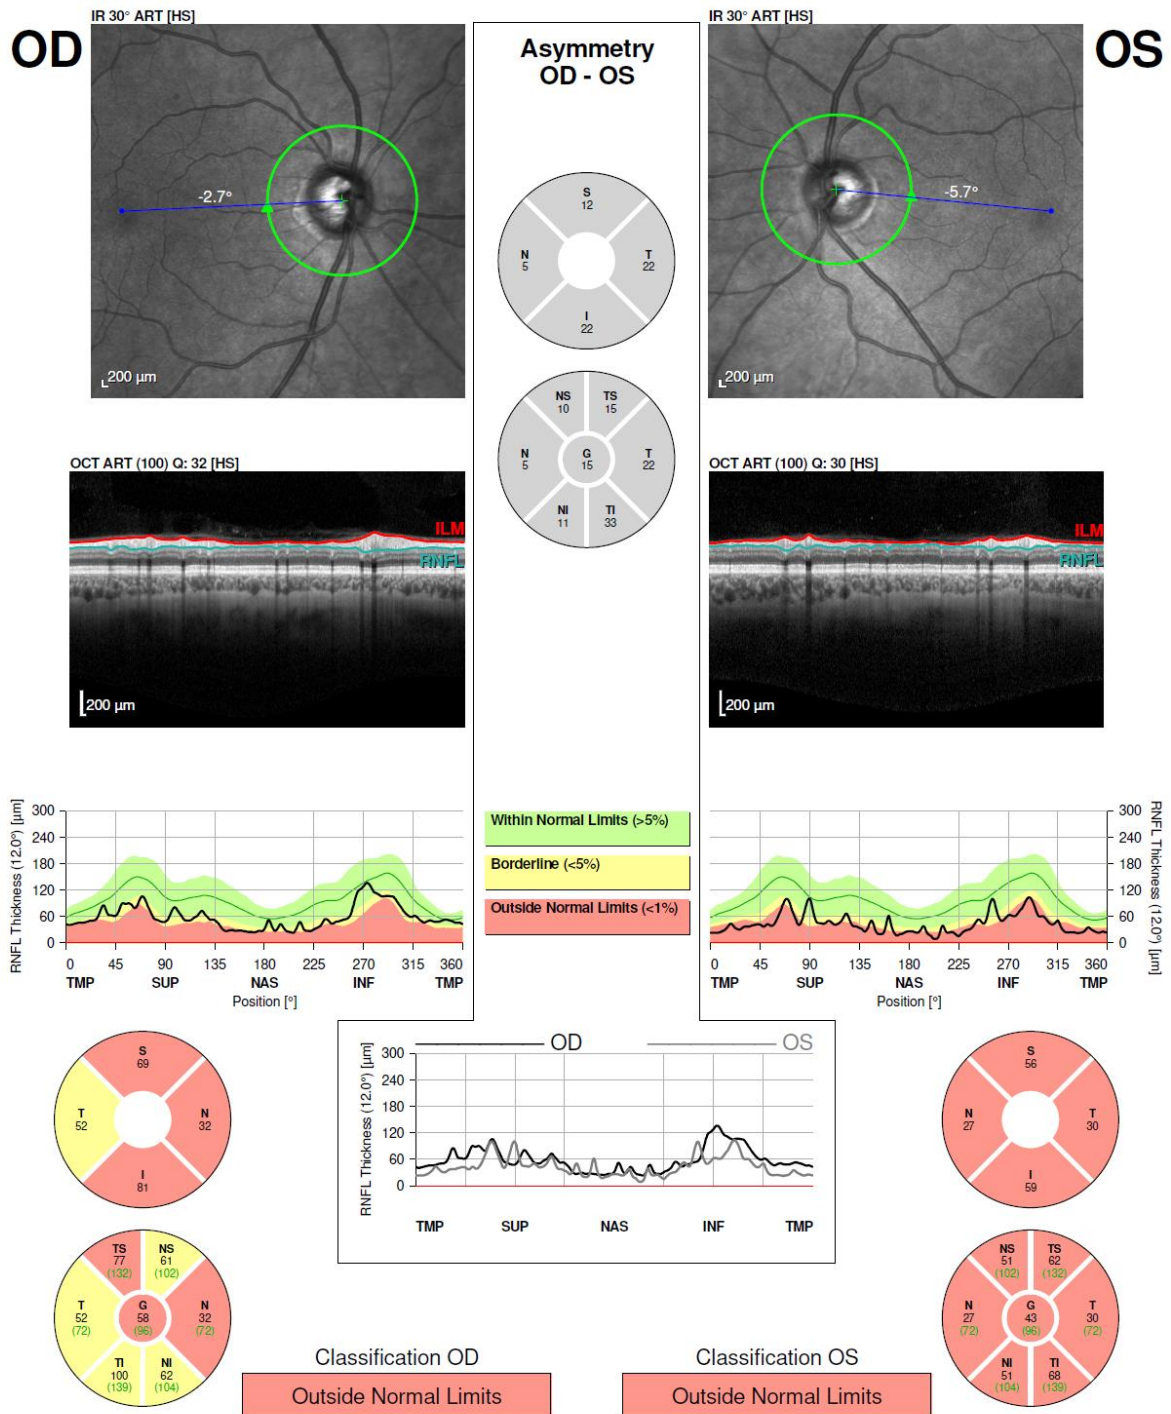 IR 30° ART [HS]
OD
-2.7°
200 µm
Asymmetry
OD - OS
IR 30° ART [HS]
OS
-5.7°
200 µm
S
12
N
5
T
22
I
22
NS
10
TS
15
N
5
G
15
T
22
NI
11
TI
33
OCT ART (100) Q: 32 [HS]
ILM
RNFL
200 µm
OCT ART (100) Q: 30 [HS]
ILM
RNFL
200 µm
RNFL Thickness (12.0°) [µm]
300
240
180
120
60
0
0 45 90 135 180 225 270 315 360
TMP SUP NAS INF TMP
Position [°]
Within Normal Limits (>5%)
Borderline (<5%)
Outside Normal Limits (<1%)
300
240
180
120
60
0
RNFL Thickness (12.0°) [µm]
0 45 90 135 180 225 270 315 360
TMP SUP NAS INF TMP
Position [°]
S
69
T
52
N
32
I
81
OD OS
RNFL Thickness (12.0°) [µm]
300
240
180
120
60
0
TMP SUP NAS INF TMP
S
56
N
27
T
30
I
59
TS
77
(132)
NS
61
(102)
T
52
(72)
G
58
(96)
N
32
(72)
TI
100
(139)
NI
62
(104)
NS
51
(102)
TS
62
(132)
N
27
(72)
G
43
(96)
T
30
(72)
NI
51
(104)
TI
68
(139)
Classification OD
Outside Normal Limits
Classification OS
Outside Normal Limits